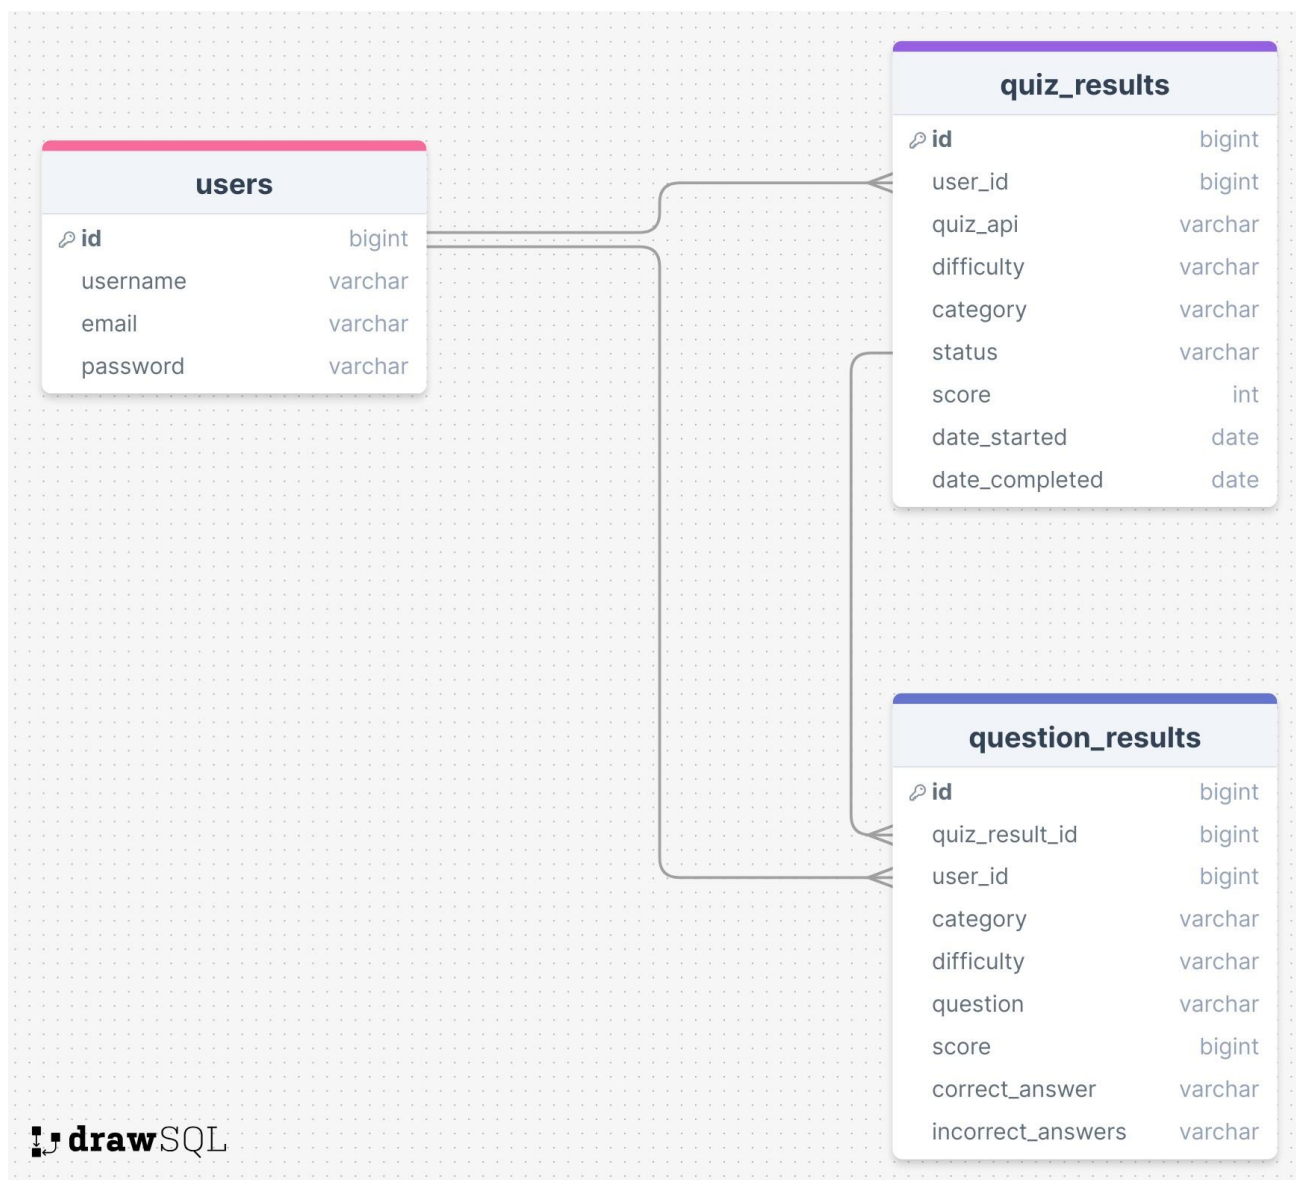 users
id bigint
username varchar
email varchar
password varchar
quiz_results
id bigint
user_id bigint
quiz_api varchar
difficulty varchar
category varchar
status varchar
score int
date_started date
date_completed date
question_results
id bigint
quiz_result_id bigint
user_id bigint
category varchar
difficulty varchar
question varchar
score bigint
correct_answer varchar
incorrect_answers varchar
drawSQL